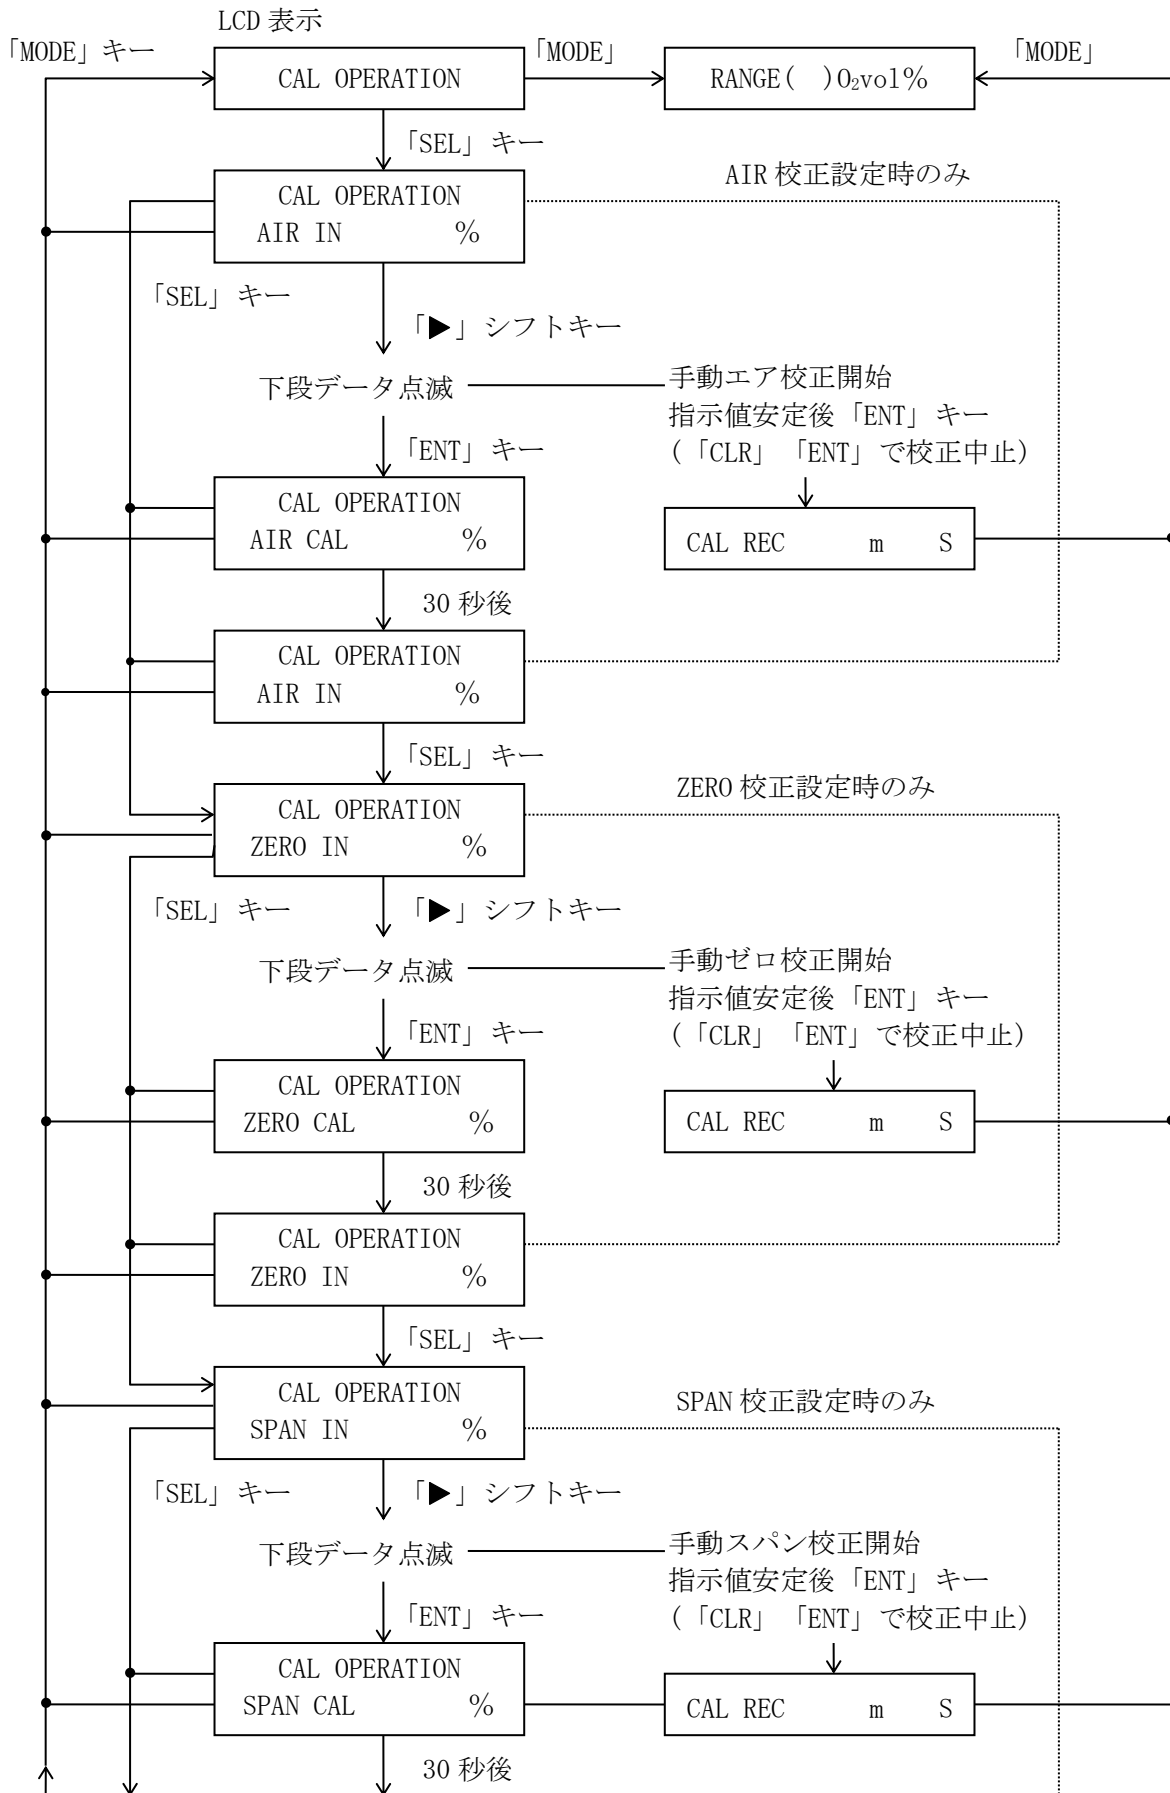 LCD 表示
「MODE」キー
「MODE」
「MODE」
CAL OPERATION
RANGE(　)O₂vol%
「SEL」キー
AIR 校正設定時のみ
CAL OPERATION
AIR IN %
「SEL」キー
「▶」シフトキー
下段データ点滅
手動エア校正開始
指示値安定後「ENT」キー
(「CLR」「ENT」で校正中止)
「ENT」キー
CAL OPERATION
AIR CAL %
CAL REC m S
30 秒後
CAL OPERATION
AIR IN %
「SEL」キー
ZERO 校正設定時のみ
CAL OPERATION
ZERO IN %
「SEL」キー
「▶」シフトキー
下段データ点滅
手動ゼロ校正開始
指示値安定後「ENT」キー
(「CLR」「ENT」で校正中止)
「ENT」キー
CAL OPERATION
ZERO CAL %
CAL REC m S
30 秒後
CAL OPERATION
ZERO IN %
「SEL」キー
SPAN 校正設定時のみ
CAL OPERATION
SPAN IN %
「SEL」キー
「▶」シフトキー
下段データ点滅
手動スパン校正開始
指示値安定後「ENT」キー
(「CLR」「ENT」で校正中止)
「ENT」キー
CAL OPERATION
SPAN CAL %
CAL REC m S
30 秒後